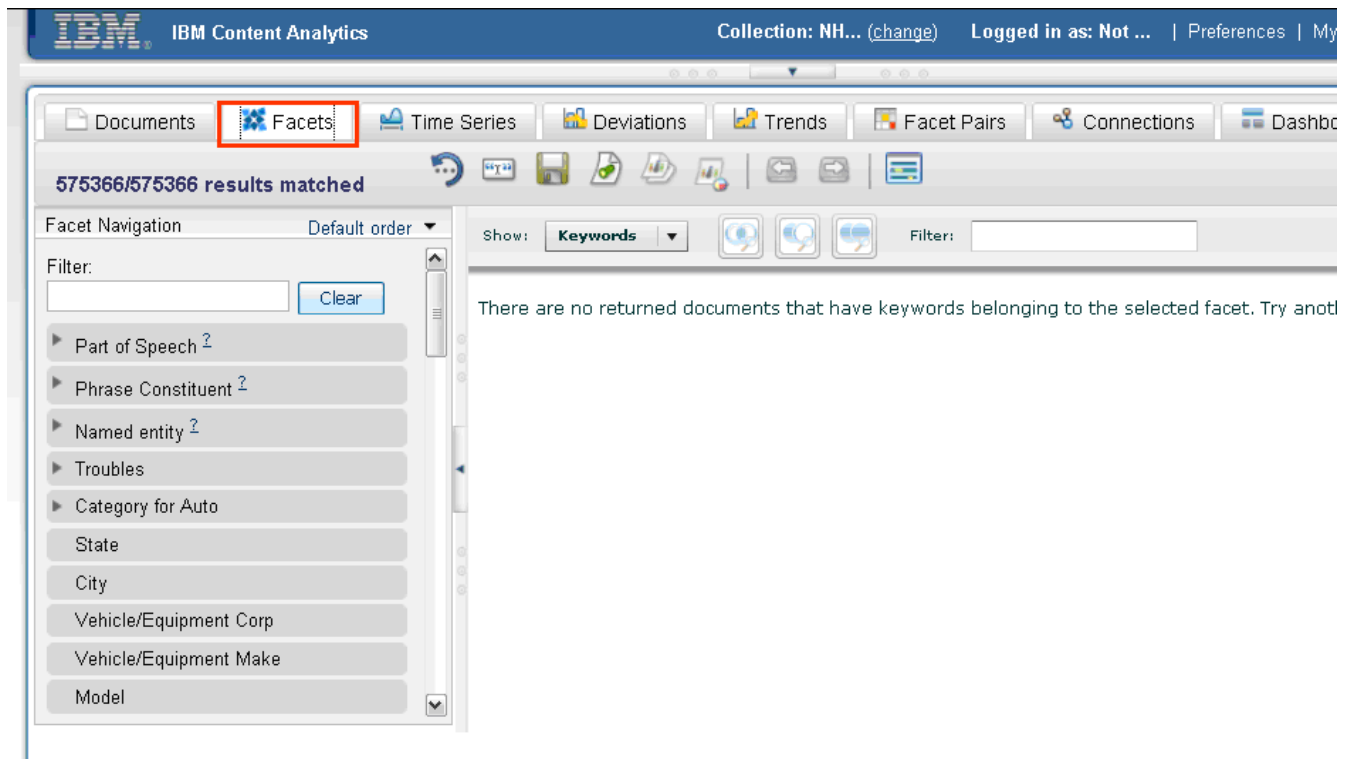 IBM® IBM Content Analytics Collection: NH... (change) Logged in as: Not ... | Preferences | My
Documents Facets Time Series Deviations Trends Facet Pairs Connections Dashbo
575366/575366 results matched
Facet Navigation Default order
Show: Keywords Filter:
Filter:
Clear
There are no returned documents that have keywords belonging to the selected facet. Try anoth
Part of Speech ?
Phrase Constituent ?
Named entity ?
Troubles
Category for Auto
State
City
Vehicle/Equipment Corp
Vehicle/Equipment Make
Model